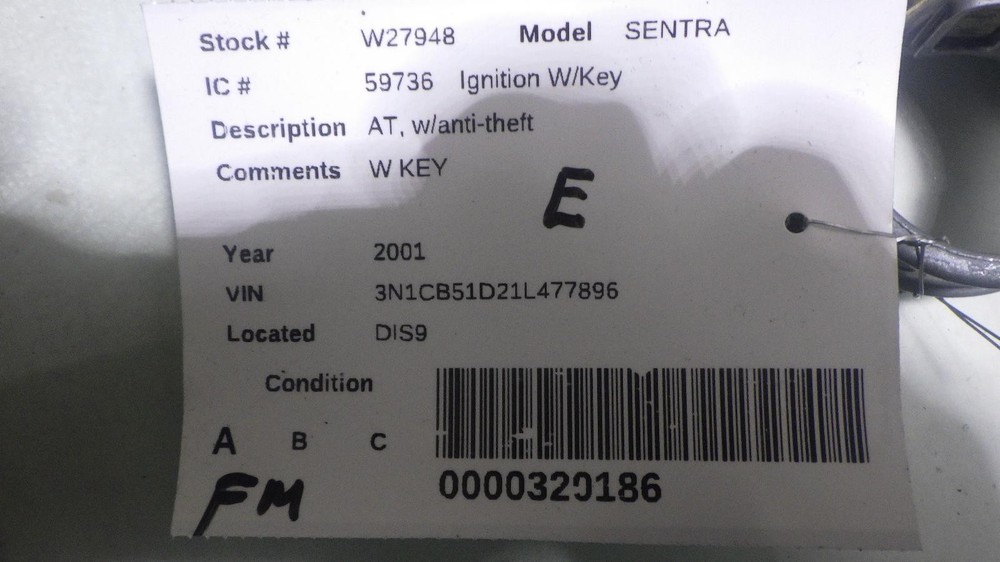 Stock # W27948 Model SENTRA
IC # 59736 Ignition W/Key
Description AT, w/anti-theft
Comments W KEY
E
Year 2001
VIN 3N1CB51D21L477896
Located DIS9
Condition
A B C
0000320186
FM